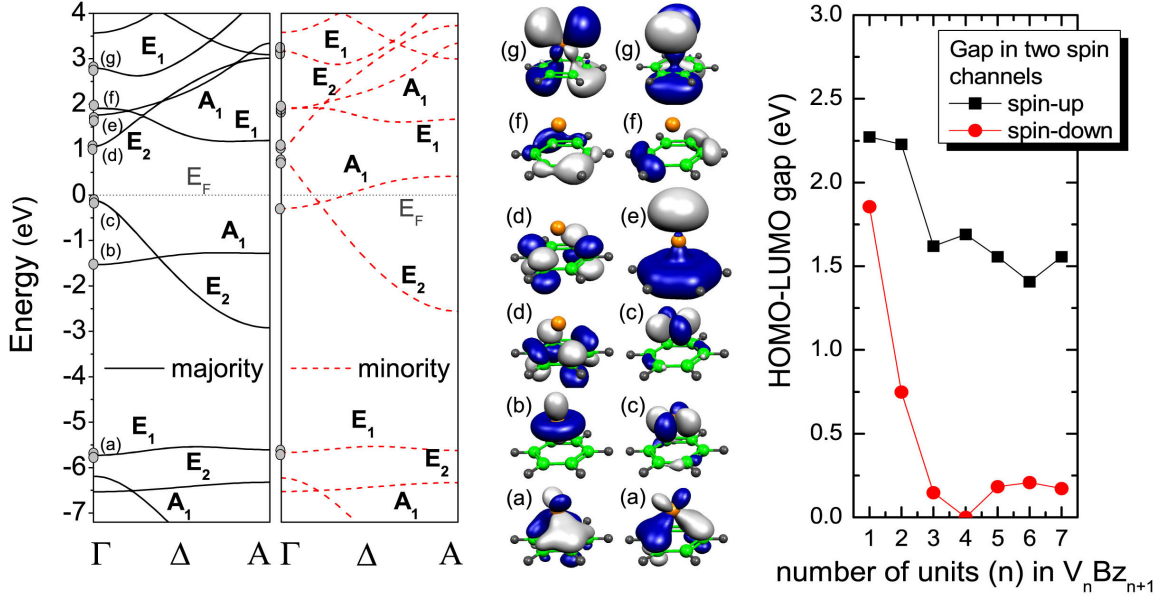 4
3
2
1
0
-1
-2
-3
-4
-5
-6
-7
Energy (eV)
(g)
(f)
(e)
(d)
(c)
(b)
(a)
E₁
A₁
E₁
E₂
E_F
A₁
E₂
majority
E₁
E₂
A₁
Γ Δ A
E₁
E₂
A₁
E₁
A₁
E_F
E₂
minority
E₁
E₂
A₁
Γ Δ A
(g) (g)
(f) (f)
(d) (e)
(d) (c)
(b) (c)
(a) (a)
HOMO-LUMO gap (eV)
3.0
2.5
2.0
1.5
1.0
0.5
0.0
Gap in two spin
channels
spin-up
spin-down
1 2 3 4 5 6 7
number of units (n) in VₙBzₙ₊₁